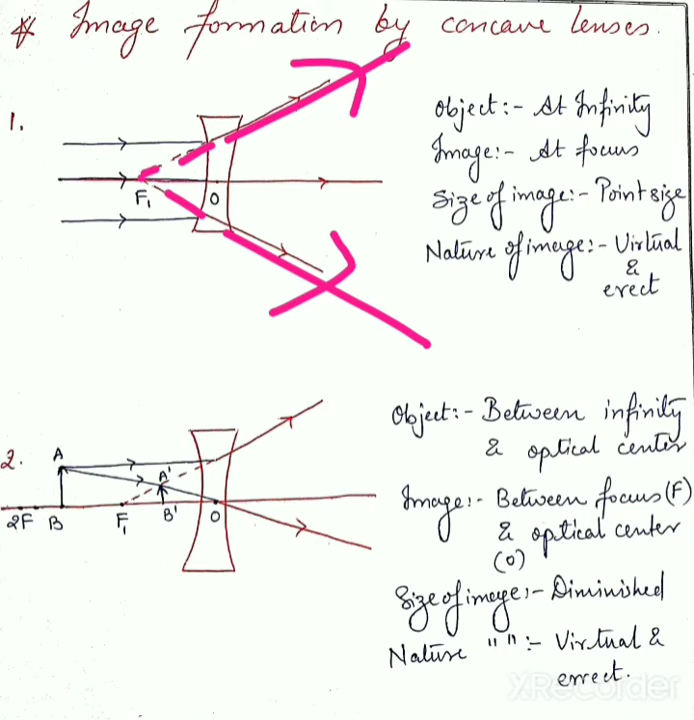 * Image formation by concave lenses.
1.
F1
O
Object:- At Infinity
Image:- At focus
Size of image:- Point size
Nature of image:- Virtual
&
erect
2.
A
A'
2F B F1 B' O
Object:- Between infinity
& optical center
Image:- Between focus (F)
& optical center
(O)
Size of image:- Diminished
Nature " " :- Virtual &
errect.
XRecorder